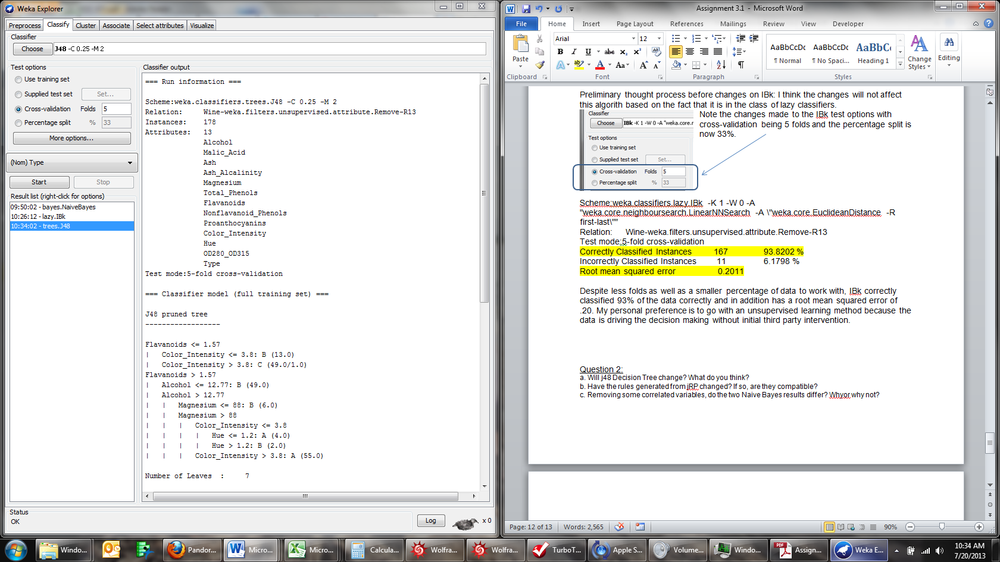 Weka Explorer
Preprocess Classify Cluster Associate Select attributes Visualize
Classifier
Choose J48 -C 0.25 -M 2
Test options
Use training set
Supplied test set Set...
Cross-validation Folds 5
Percentage split % 33
More options...
(Nom) Type
Start Stop
Result list (right-click for options)
09:50:02 - bayes.NaiveBayes
10:26:12 - lazy.IBk
10:34:02 - trees.J48
Classifier output
=== Run information ===
Scheme:weka.classifiers.trees.J48 -C 0.25 -M 2
Relation: Wine-weka.filters.unsupervised.attribute.Remove-R13
Instances: 178
Attributes: 13
Alcohol
Malic_Acid
Ash
Ash_Alcalinity
Magnesium
Total_Phenols
Flavanoids
Nonflavanoid_Phenols
Proanthocyanins
Color_Intensity
Hue
OD280_OD315
Type
Test mode:5-fold cross-validation
=== Classifier model (full training set) ===
J48 pruned tree
------------------
Flavanoids <= 1.57
| Color_Intensity <= 3.8: B (13.0)
| Color_Intensity > 3.8: C (49.0/1.0)
Flavanoids > 1.57
| Alcohol <= 12.77: B (49.0)
| Alcohol > 12.77
| | Magnesium <= 88: B (6.0)
| | Magnesium > 88
| | | Color_Intensity <= 3.8
| | | | Hue <= 1.2: A (4.0)
| | | | Hue > 1.2: B (2.0)
| | | Color_Intensity > 3.8: A (55.0)
Number of Leaves : 7
Status
OK
Log x 0
Assignment 3.1 - Microsoft Word
File Home Insert Page Layout References Mailings Review View Developer
Paste
Arial 12
B I U abc x₂ x²
A A Aa A A
AaBbCcDc AaBbCcDc AaBbCc
¶ Normal ¶ No Spaci... Heading 1
Change Styles
Editing
Clipboard Font Paragraph Styles
Preliminary thought process before changes on IBk: I think the changes will not affect
this algorith based on the fact that it is in the class of lazy classifiers.
Classifier
Choose IBk -K 1 -W 0 -A "weka.core.r
Test options
Use training set
Supplied test set Set...
Cross-validation Folds 5
Percentage split % 33
Note the changes made to the IBk test options with
cross-validation being 5 folds and the percentage split is
now 33%.
Scheme:weka.classifiers.lazy.IBk -K 1 -W 0 -A
"weka.core.neighboursearch.LinearNNSearch -A \"weka.core.EuclideanDistance -R
first-last\""
Relation: Wine-weka.filters.unsupervised.attribute.Remove-R13
Test mode:5-fold cross-validation
Correctly Classified Instances 167 93.8202 %
Incorrectly Classified Instances 11 6.1798 %
Root mean squared error 0.2011
Despite less folds as well as a smaller percentage of data to work with, IBk correctly
classified 93% of the data correctly and in addition has a root mean squared error of
.20. My personal preference is to go with an unsupervised learning method because the
data is driving the decision making without initial third party intervention.
Question 2:
a. Will j48 Decision Tree change? What do you think?
b. Have the rules generated from jRP changed? If so, are they compatible?
c. Removing some correlated variables, do the two Naive Bayes results differ? Whyor why not?
Page: 12 of 13 Words: 2,565 90%
Windo... Pandor... Micro... Micro... Calcula... Wolfra... Wolfra... TurboT... Apple S... Volume... Windo... Assign... Weka E...
10:34 AM
7/20/2013